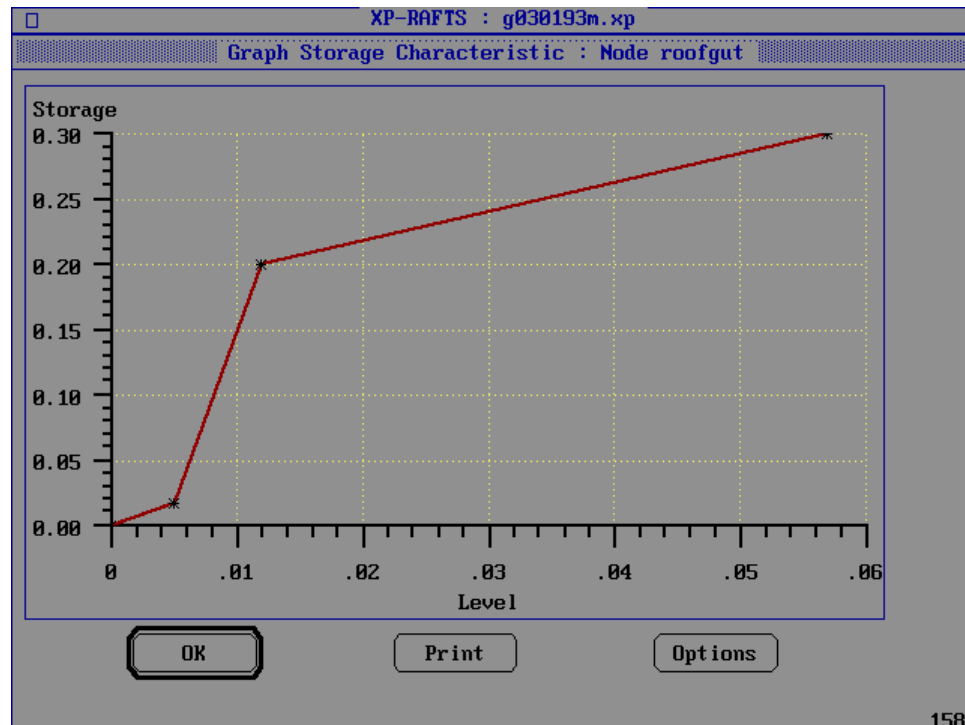 XP-RAFTS : g030193m.xp
Graph Storage Characteristic : Node roofgut
Storage
0.30
0.25
0.20
0.15
0.10
0.05
0.00
0 .01 .02 .03 .04 .05 .06
Level
OK Print Options
158